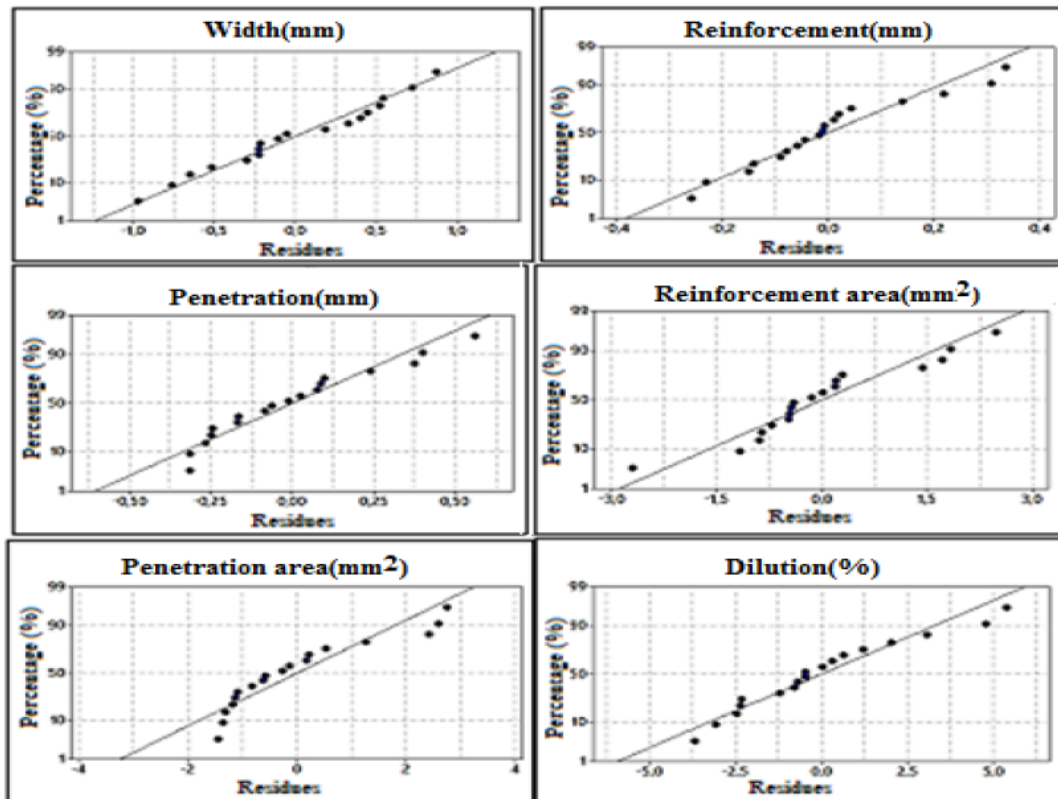 Width(mm)
Percentage (%)
99
90
50
10
1
-1,0 -0,5 0,0 0,5 1,0
Residues
Reinforcement(mm)
Percentage (%)
99
90
50
10
1
-0,4 -0,2 0,0 0,2 0,4
Residues
Penetration(mm)
Percentage (%)
99
90
50
10
1
-0,50 -0,25 0,00 0,25 0,50
Residues
Reinforcement area(mm²)
Percentage (%)
99
90
50
10
1
-3,0 -1,5 0,0 1,5 3,0
Residues
Penetration area(mm²)
Percentage (%)
99
90
50
10
1
-4 -2 0 2 4
Residues
Dilution(%)
Percentage (%)
99
90
50
10
1
-5,0 -2,5 0,0 2,5 5,0
Residues